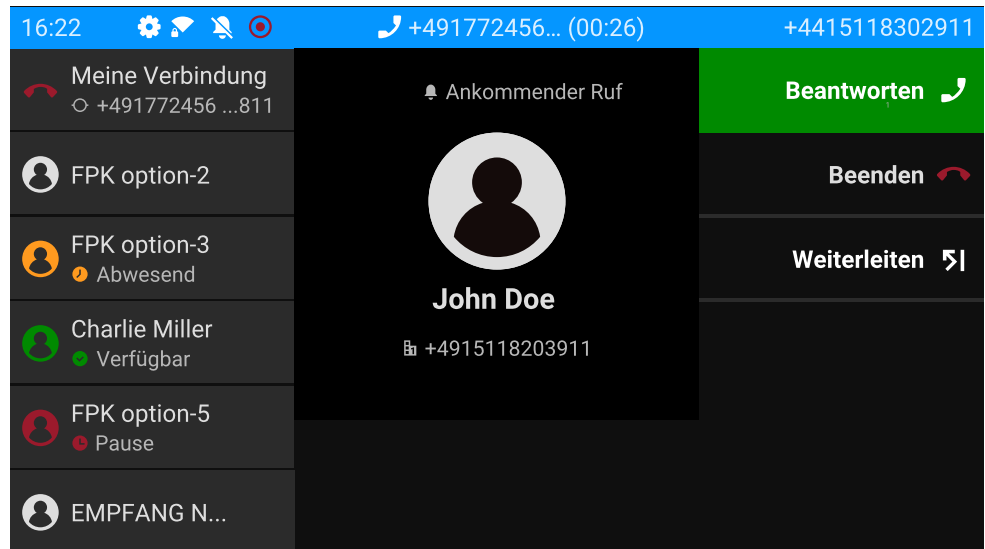 16:22
+491772456... (00:26)
+4415118302911
Meine Verbindung
+491772456 ...811
FPK option-2
FPK option-3
Abwesend
Charlie Miller
Verfügbar
FPK option-5
Pause
EMPFANG N...
Ankommender Ruf
John Doe
+4915118203911
Beantworten
1
Beenden
Weiterleiten